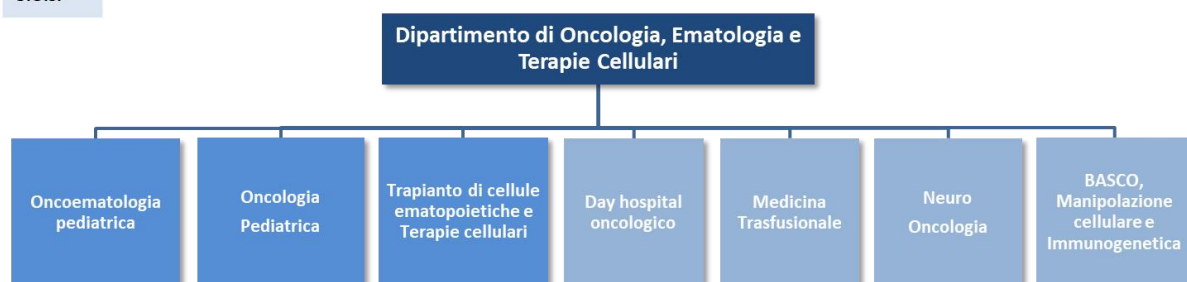 Dipartimento di Oncologia, Ematologia e
Terapie Cellulari
Oncoematologia
pediatrica
Oncologia
Pediatrica
Trapianto di cellule
ematopoietiche e
Terapie cellulari
Day hospital
oncologico
Medicina
Trasfusionale
Neuro
Oncologia
BASCO,
Manipolazione
cellulare e
Immunogenetica